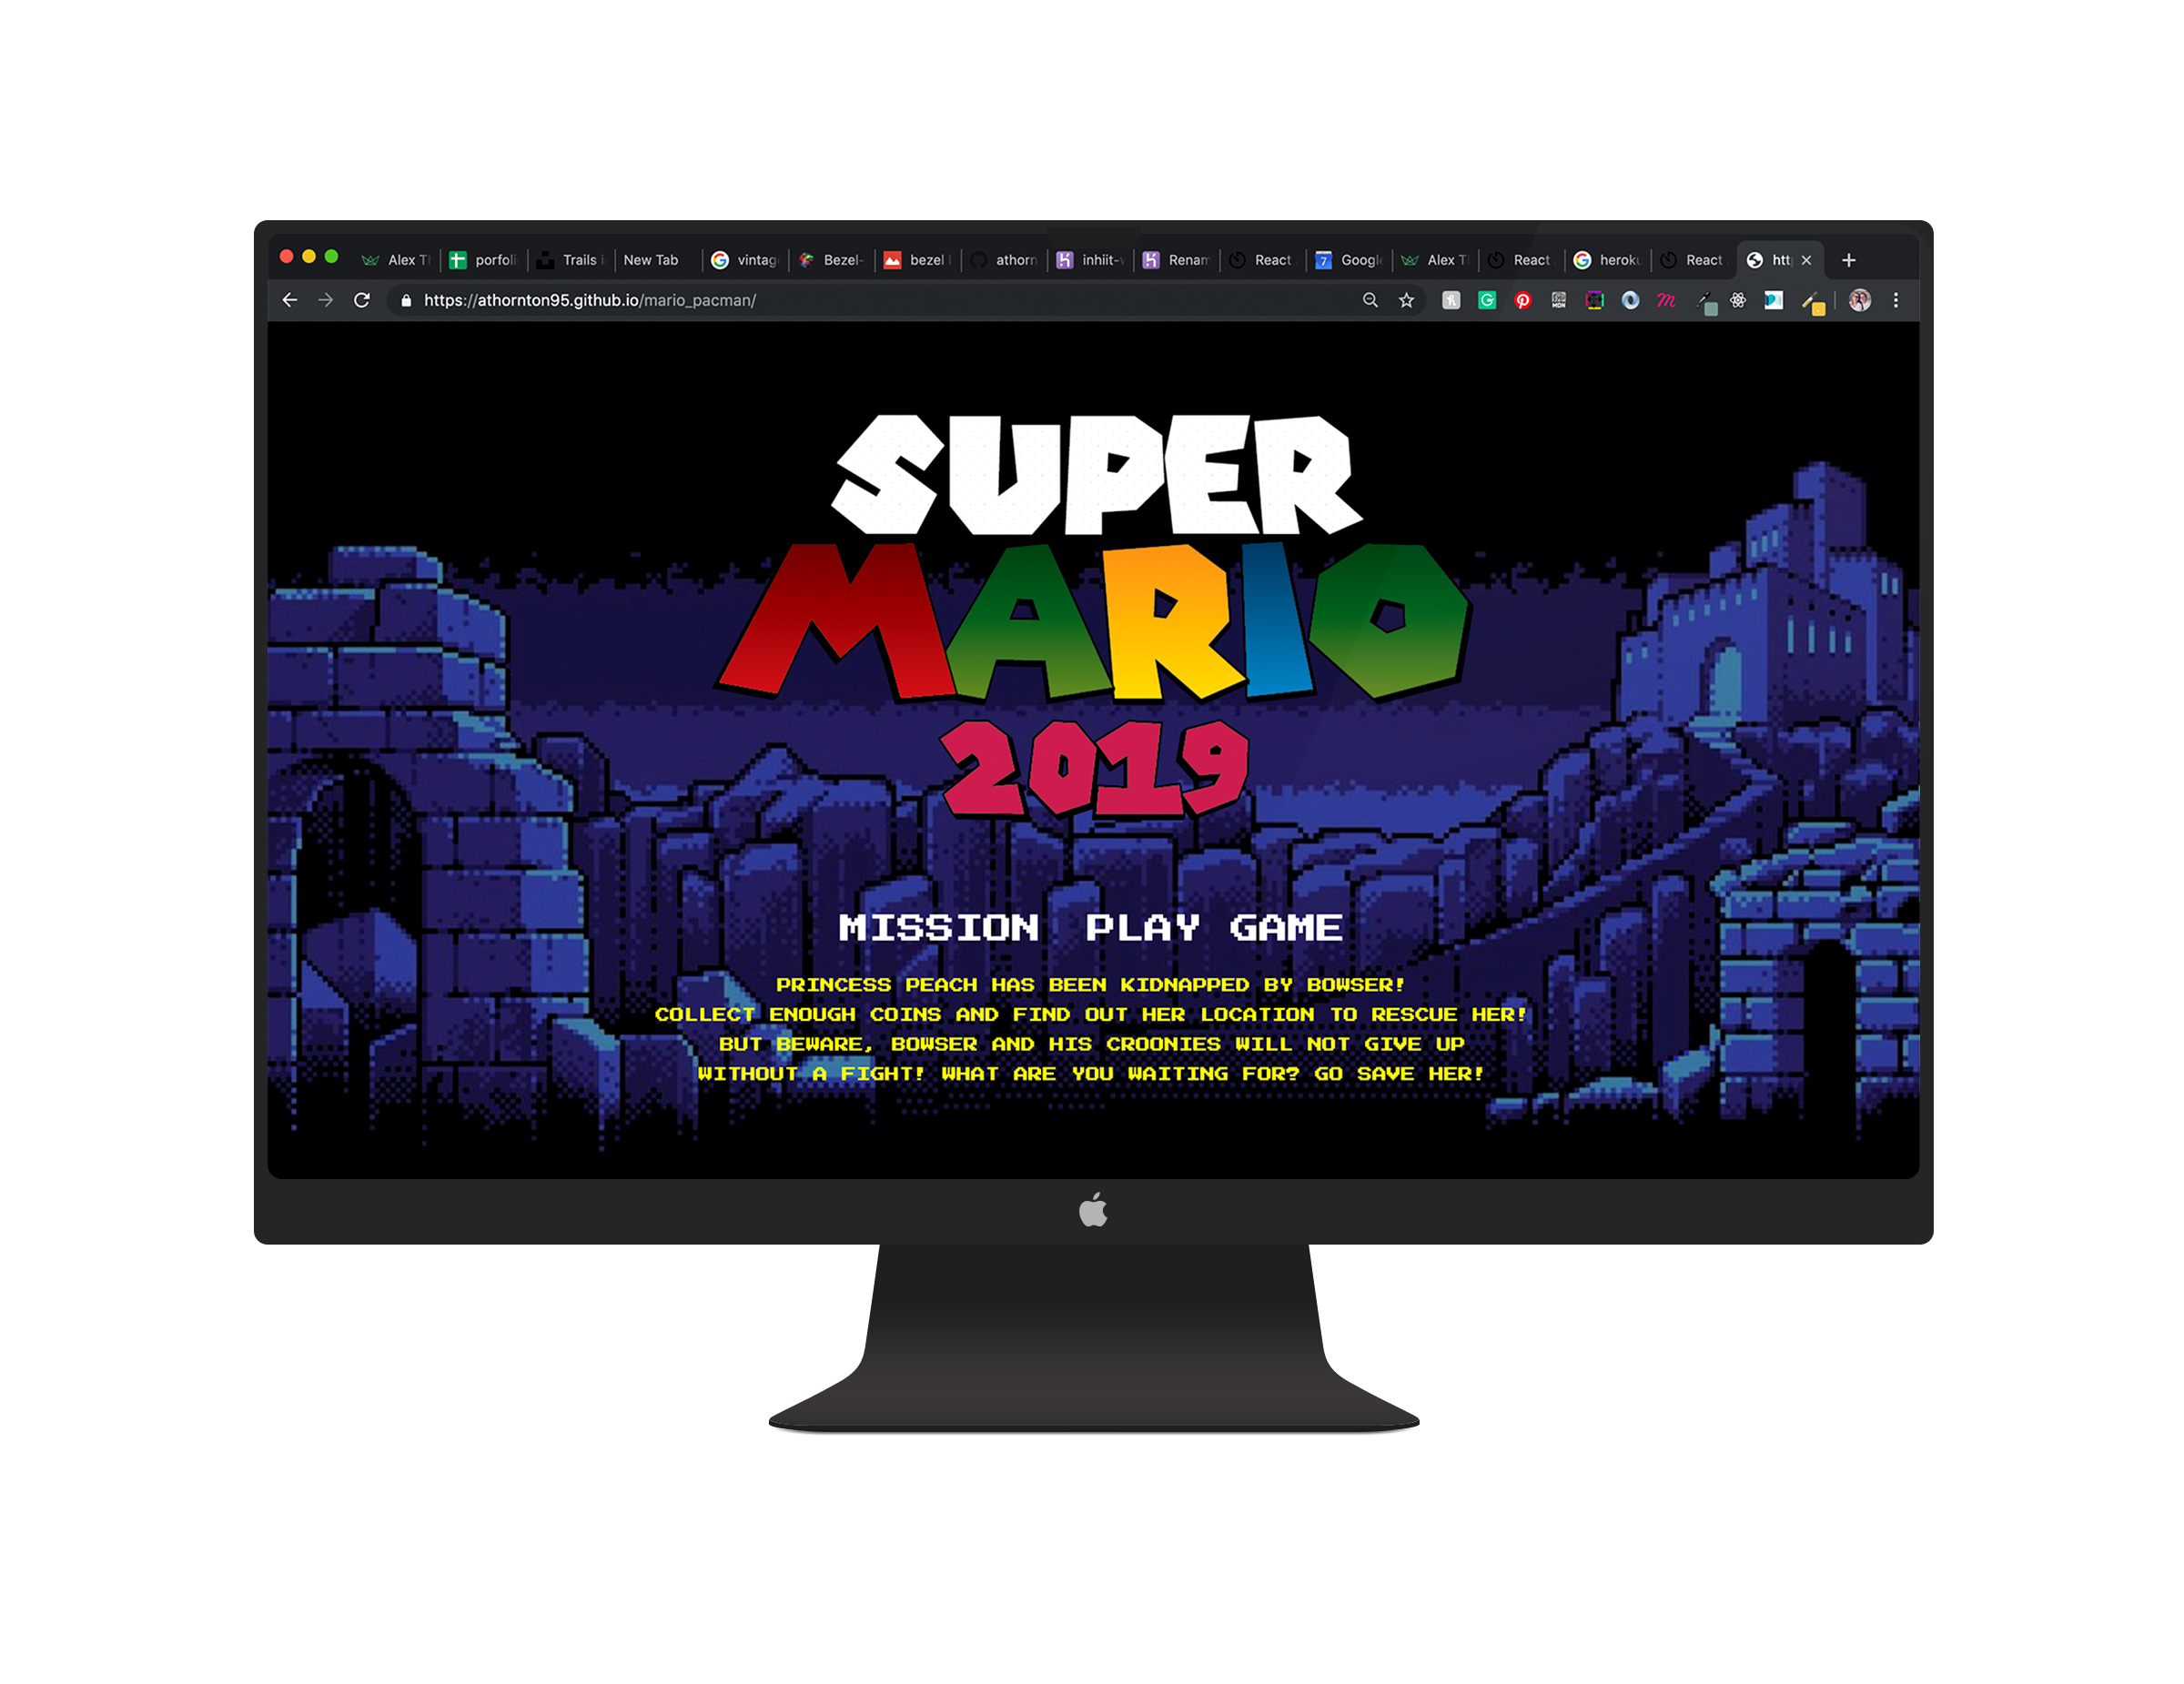 Alex T porfoli Trails i New Tab vintag Bezel- bezel athorn inhiit- Renam React Googl Alex T React heroku React htt
https://athornton95.github.io/mario_pacman/
SUPER
MARIO
2019
MISSION PLAY GAME
PRINCESS PEACH HAS BEEN KIDNAPPED BY BOWSER!
COLLECT ENOUGH COINS AND FIND OUT HER LOCATION TO RESCUE HER!
BUT BEWARE, BOWSER AND HIS CROONIES WILL NOT GIVE UP
WITHOUT A FIGHT! WHAT ARE YOU WAITING FOR? GO SAVE HER!